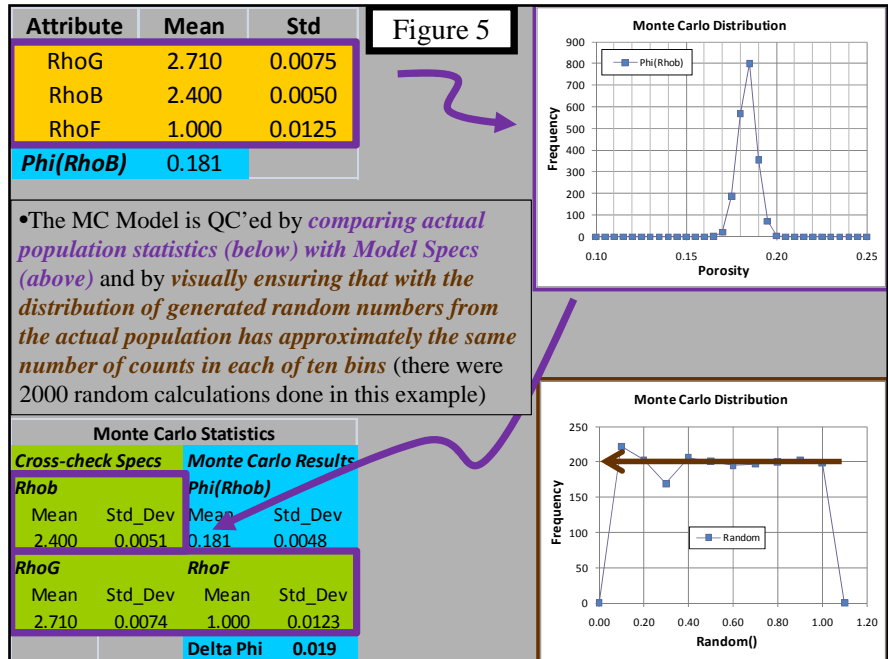 Attribute Mean Std
RhoG 2.710 0.0075
RhoB 2.400 0.0050
RhoF 1.000 0.0125
Phi(RhoB) 0.181
Figure 5
Monte Carlo Distribution
900
800
700
600
500
400
300
200
100
0
Frequency
Phi(Rhob)
0.10 0.15 0.20 0.25
Porosity
•The MC Model is QC’ed by comparing actual
population statistics (below) with Model Specs
(above) and by visually ensuring that with the
distribution of generated random numbers from
the actual population has approximately the same
number of counts in each of ten bins (there were
2000 random calculations done in this example)
Monte Carlo Statistics
Cross-check Specs Monte Carlo Results
Rhob Phi(Rhob)
Mean Std_Dev Mean Std_Dev
2.400 0.0051 0.181 0.0048
RhoG RhoF
Mean Std_Dev Mean Std_Dev
2.710 0.0074 1.000 0.0123
Delta Phi 0.019
Monte Carlo Distribution
250
200
150
100
50
0
Frequency
Random
0.00 0.20 0.40 0.60 0.80 1.00 1.20
Random()